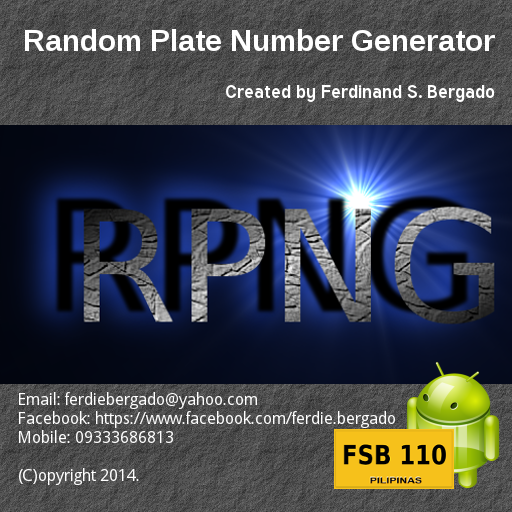 Random Plate Number Generator
Created by Ferdinand S. Bergado
RPNG
Email: ferdiebergado@yahoo.com
Facebook: https://www.facebook.com/ferdie.bergado
Mobile: 09333686813
(C)opyright 2014.
FSB 110
PILIPINAS